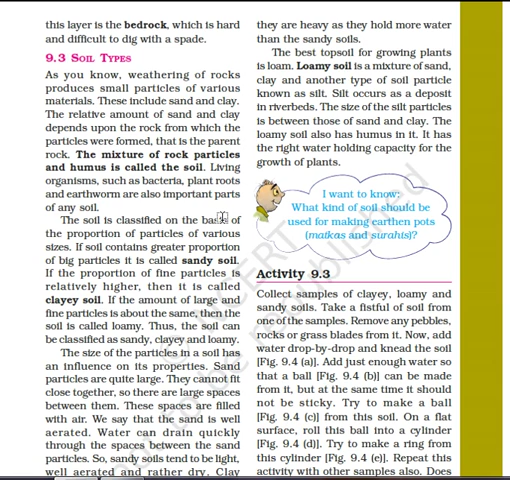 this layer is the bedrock, which is hard
and difficult to dig with a spade.
9.3 SOIL TYPES
As you know, weathering of rocks
produces small particles of various
materials. These include sand and clay.
The relative amount of sand and clay
depends upon the rock from which the
particles were formed, that is the parent
rock. The mixture of rock particles
and humus is called the soil. Living
organisms, such as bacteria, plant roots
and earthworm are also important parts
of any soil.
The soil is classified on the basis of
the proportion of particles of various
sizes. If soil contains greater proportion
of big particles it is called sandy soil.
If the proportion of fine particles is
relatively higher, then it is called
clayey soil. If the amount of large and
fine particles is about the same, then the
soil is called loamy. Thus, the soil can
be classified as sandy, clayey and loamy.
The size of the particles in a soil has
an influence on its properties. Sand
particles are quite large. They cannot fit
close together, so there are large spaces
between them. These spaces are filled
with air. We say that the sand is well
aerated. Water can drain quickly
through the spaces between the sand
particles. So, sandy soils tend to be light,
well aerated and rather dry. Clay
they are heavy as they hold more water
than the sandy soils.
The best topsoil for growing plants
is loam. Loamy soil is a mixture of sand,
clay and another type of soil particle
known as silt. Silt occurs as a deposit
in riverbeds. The size of the silt particles
is between those of sand and clay. The
loamy soil also has humus in it. It has
the right water holding capacity for the
growth of plants.
I want to know:
What kind of soil should be
used for making earthen pots
(matkas and surahis)?
Activity 9.3
Collect samples of clayey, loamy and
sandy soils. Take a fistful of soil from
one of the samples. Remove any pebbles,
rocks or grass blades from it. Now, add
water drop-by-drop and knead the soil
[Fig. 9.4 (a)]. Add just enough water so
that a ball [Fig. 9.4 (b)] can be made
from it, but at the same time it should
not be sticky. Try to make a ball
[Fig. 9.4 (c)] from this soil. On a flat
surface, roll this ball into a cylinder
[Fig. 9.4 (d)]. Try to make a ring from
this cylinder [Fig. 9.4 (e)]. Repeat this
activity with other samples also. Does
© NCERT
not to be republished